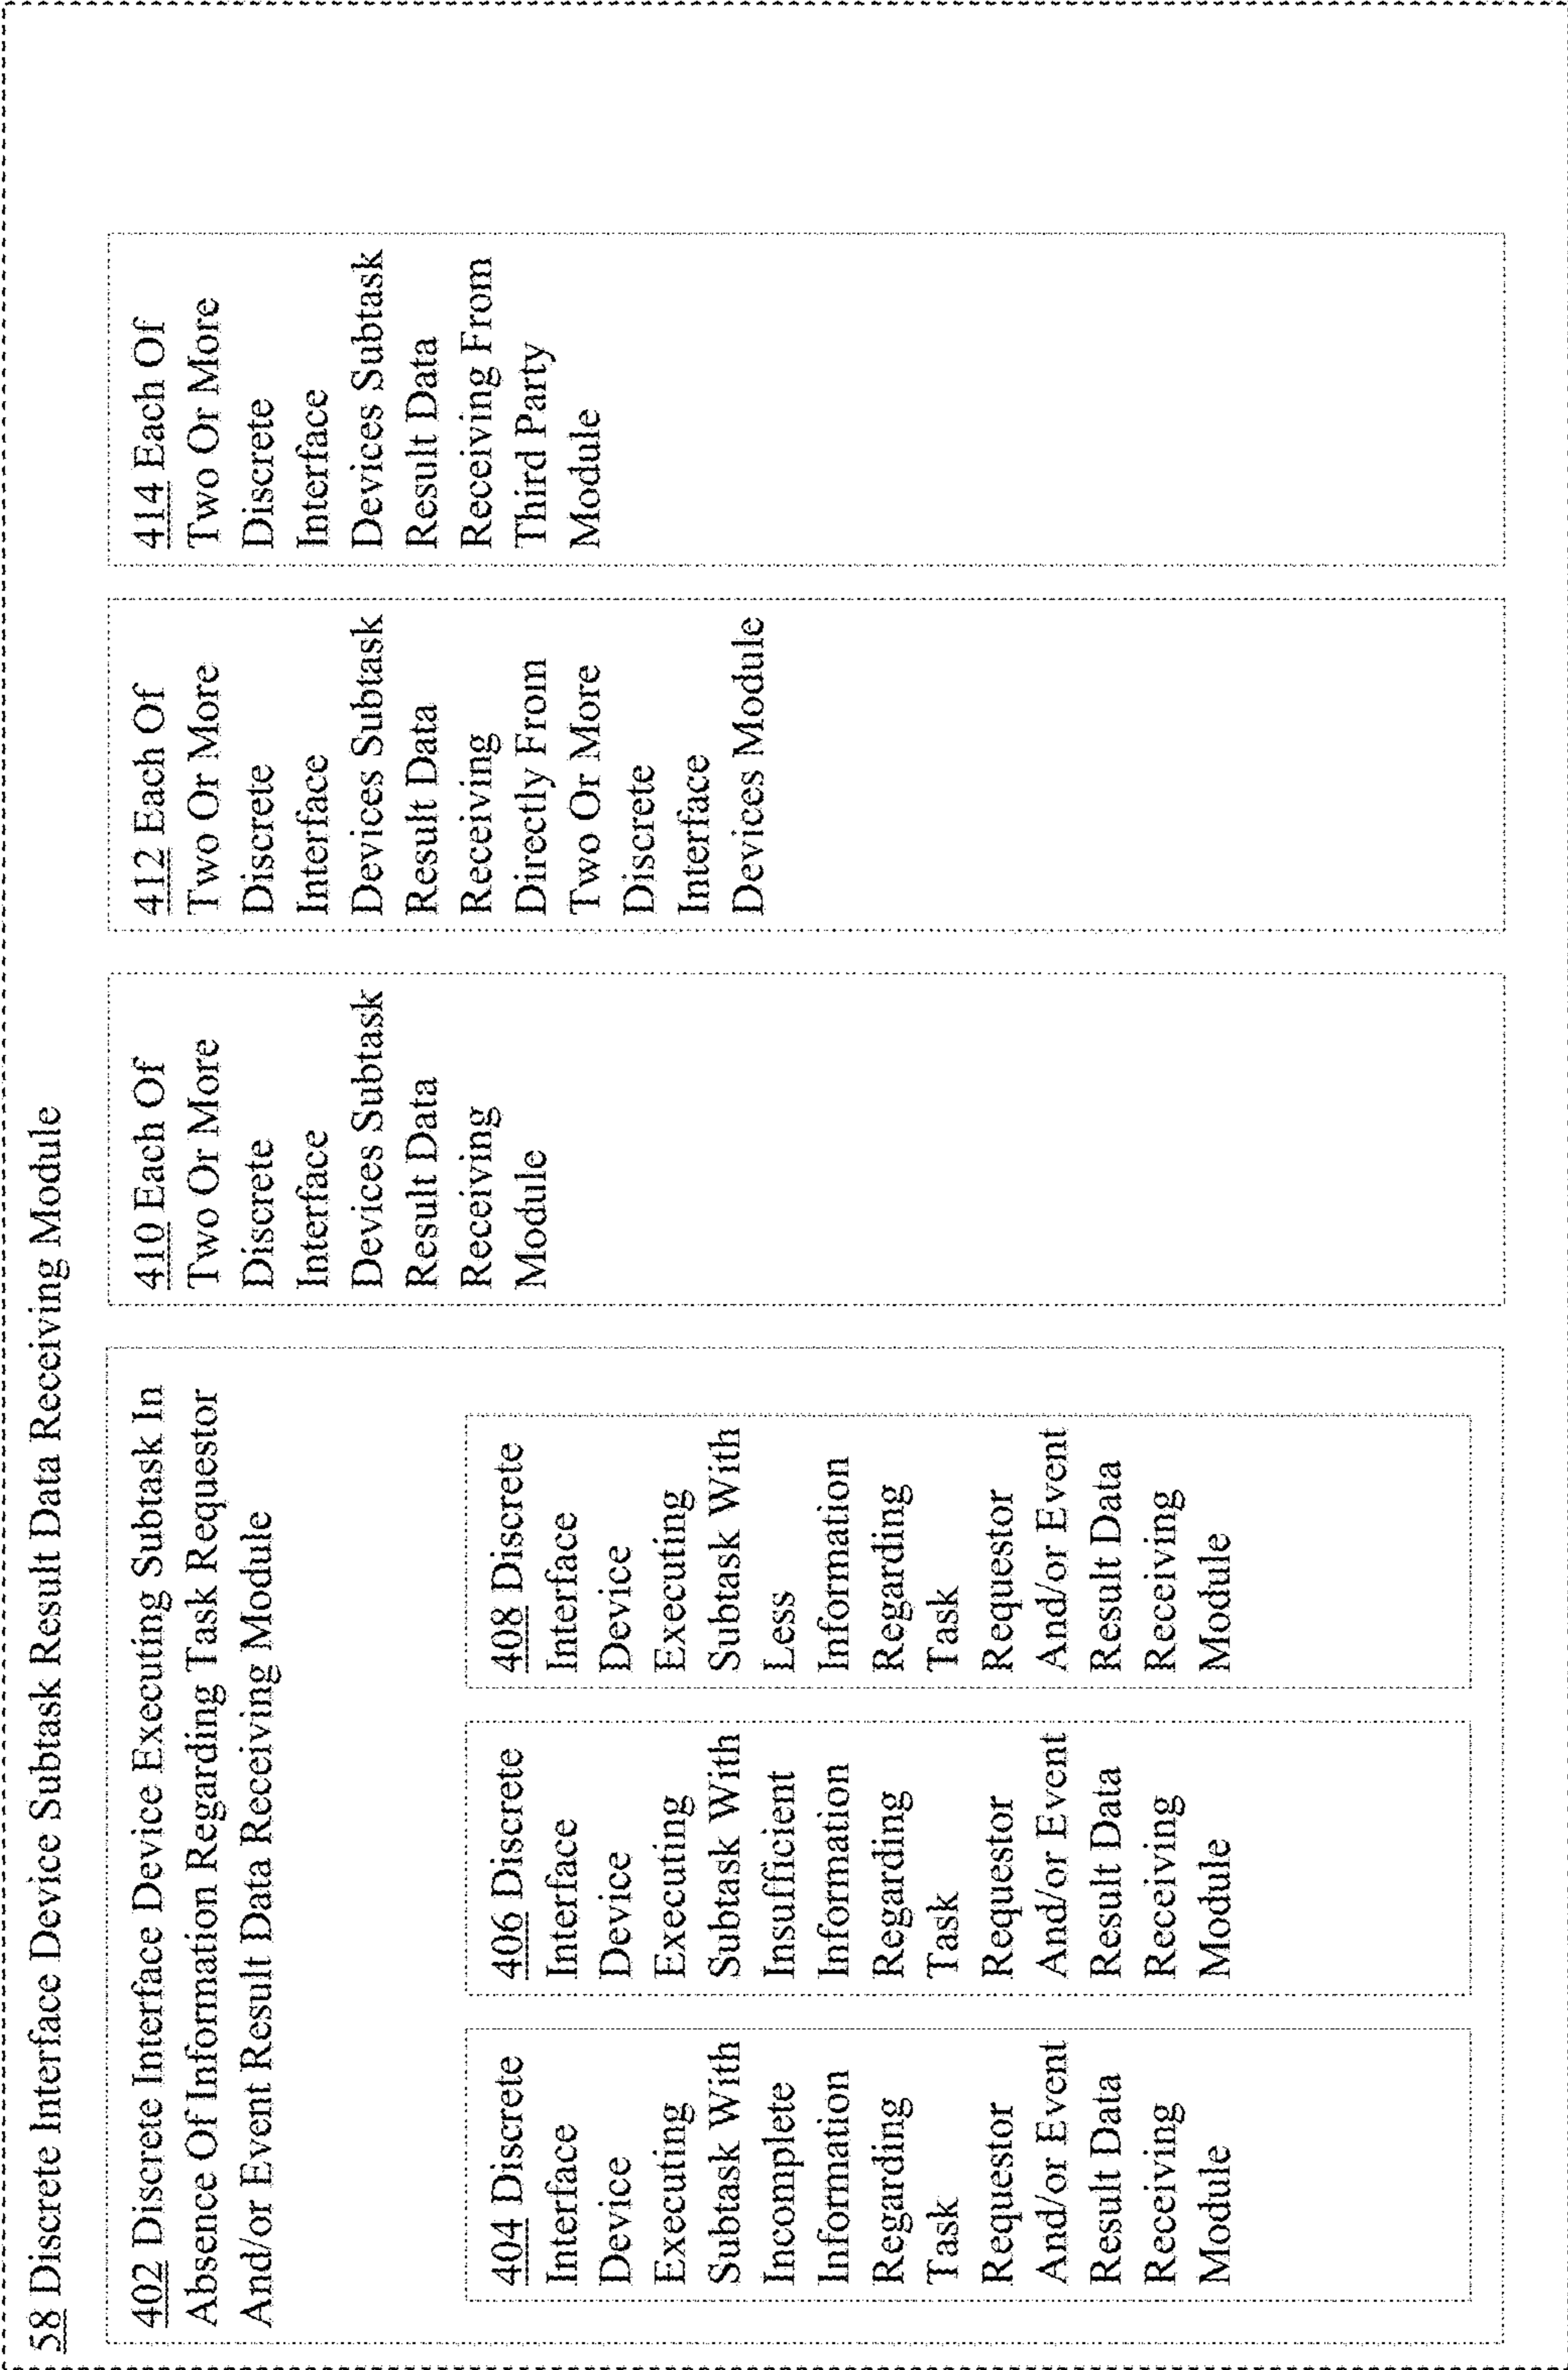 58 Discrete Interface Device Subtask Result Data Receiving Module
402 Discrete Interface Device Executing Subtask In
Absence Of Information Regarding Task Requestor
And/or Event Result Data Receiving Module
404 Discrete
Interface
Device
Executing
Subtask With
Incomplete
Information
Regarding
Task
Requestor
And/or Event
Result Data
Receiving
Module
406 Discrete
Interface
Device
Executing
Subtask With
Insufficient
Information
Regarding
Task
Requestor
And/or Event
Result Data
Receiving
Module
408 Discrete
Interface
Device
Executing
Subtask With
Less
Information
Regarding
Task
Requestor
And/or Event
Result Data
Receiving
Module
410 Each Of
Two Or More
Discrete
Interface
Devices Subtask
Result Data
Receiving
Module
412 Each Of
Two Or More
Discrete
Interface
Devices Subtask
Result Data
Receiving
Directly From
Two Or More
Discrete
Interface
Devices Module
414 Each Of
Two Or More
Discrete
Interface
Devices Subtask
Result Data
Receiving From
Third Party
Module